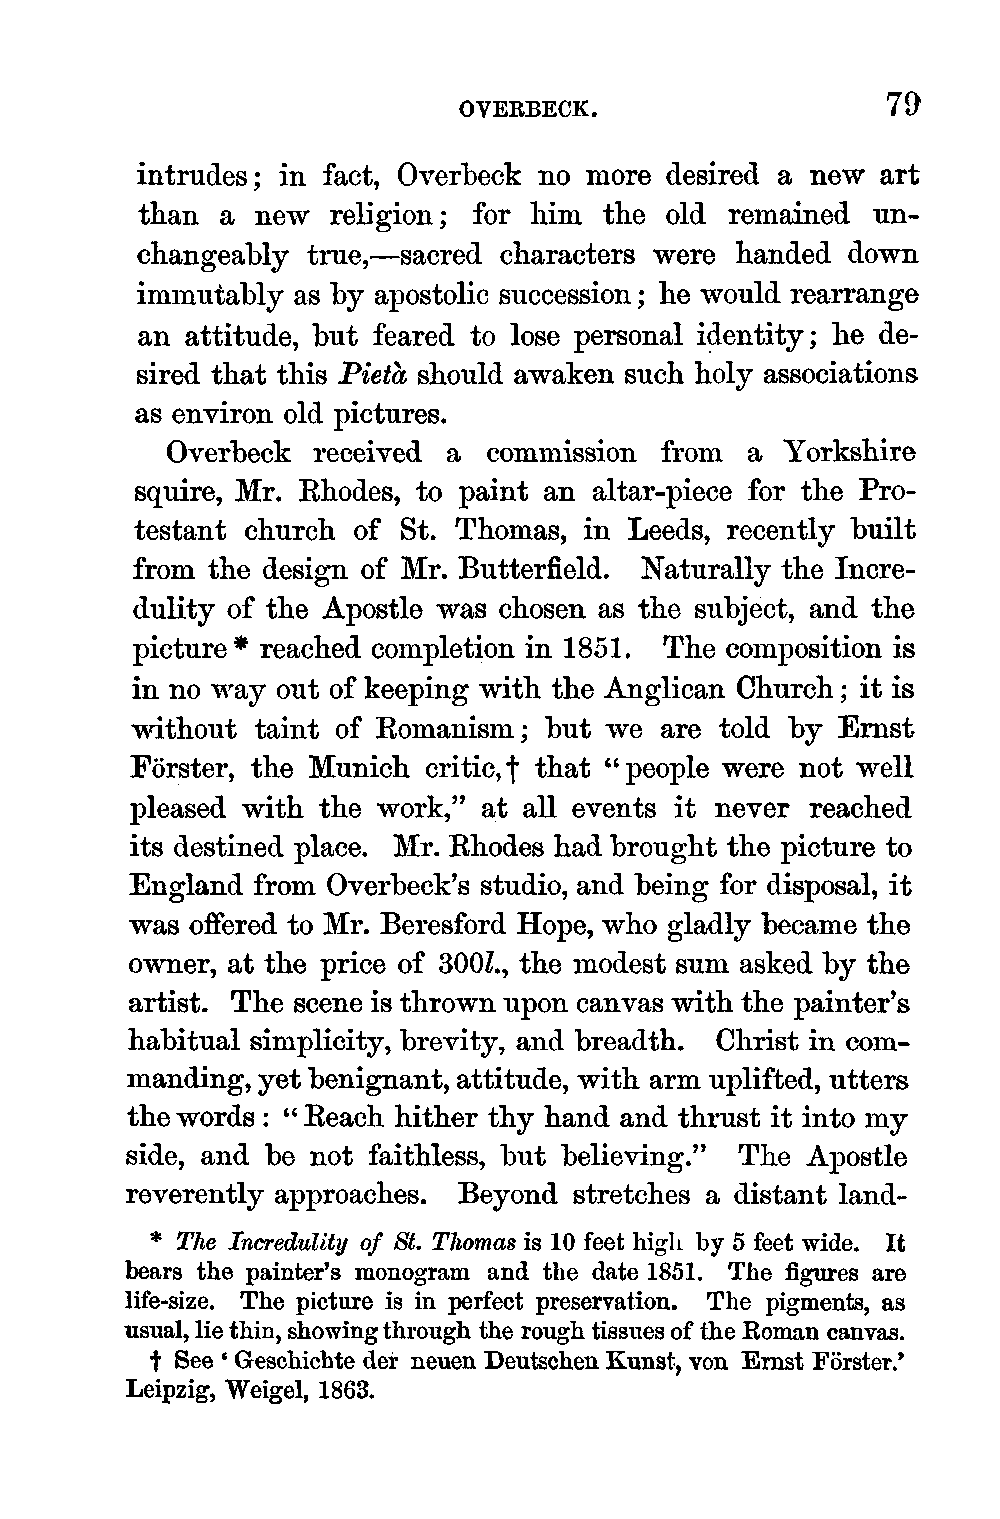 OVERBECK. 79
intrudes; in fact, Overbeck no more desired a new art
than a new religion; for him the old remained un-
changeably true,—sacred characters were handed down
immutably as by apostolic succession; he would rearrange
an attitude, but feared to lose personal identity; he de-
sired that this Pietà should awaken such holy associations
as environ old pictures.
Overbeck received a commission from a Yorkshire
squire, Mr. Rhodes, to paint an altar-piece for the Pro-
testant church of St. Thomas, in Leeds, recently built
from the design of Mr. Butterfield. Naturally the Incre-
dulity of the Apostle was chosen as the subject, and the
picture * reached completion in 1851. The composition is
in no way out of keeping with the Anglican Church; it is
without taint of Romanism; but we are told by Ernst
Förster, the Munich critic,† that “people were not well
pleased with the work,” at all events it never reached
its destined place. Mr. Rhodes had brought the picture to
England from Overbeck’s studio, and being for disposal, it
was offered to Mr. Beresford Hope, who gladly became the
owner, at the price of 300l., the modest sum asked by the
artist. The scene is thrown upon canvas with the painter’s
habitual simplicity, brevity, and breadth. Christ in com-
manding, yet benignant, attitude, with arm uplifted, utters
the words: “Reach hither thy hand and thrust it into my
side, and be not faithless, but believing.” The Apostle
reverently approaches. Beyond stretches a distant land-
* The Incredulity of St. Thomas is 10 feet high by 5 feet wide. It
bears the painter’s monogram and the date 1851. The figures are
life-size. The picture is in perfect preservation. The pigments, as
usual, lie thin, showing through the rough tissues of the Roman canvas.
† See ‘Geschichte der neuen Deutschen Kunst, von Ernst Förster.’
Leipzig, Weigel, 1863.